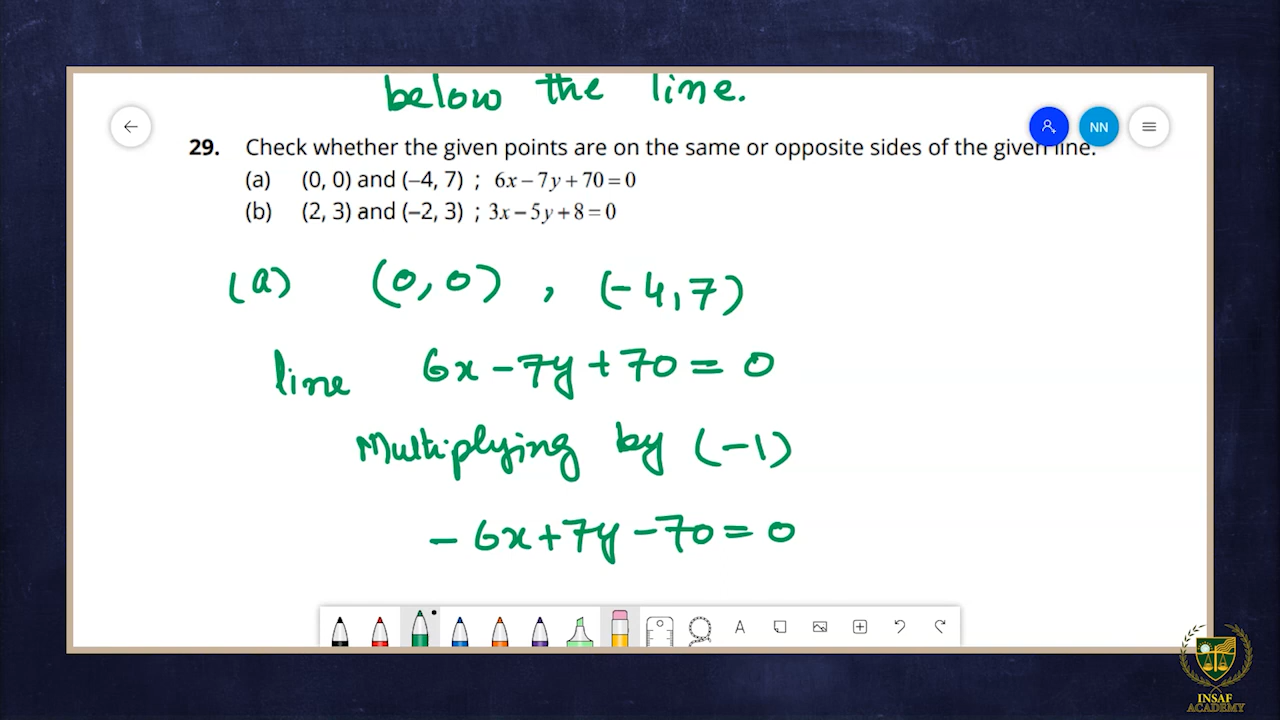 below the line.
NN
29. Check whether the given points are on the same or opposite sides of the given line.
(a) (0, 0) and (–4, 7) ; 6x – 7y + 70 = 0
(b) (2, 3) and (–2, 3) ; 3x – 5y + 8 = 0
(a) (0,0) , (-4,7)
line 6x - 7y + 70 = 0
Multiplying by (-1)
- 6x + 7y - 70 = 0
A
INSAF
ACADEMY